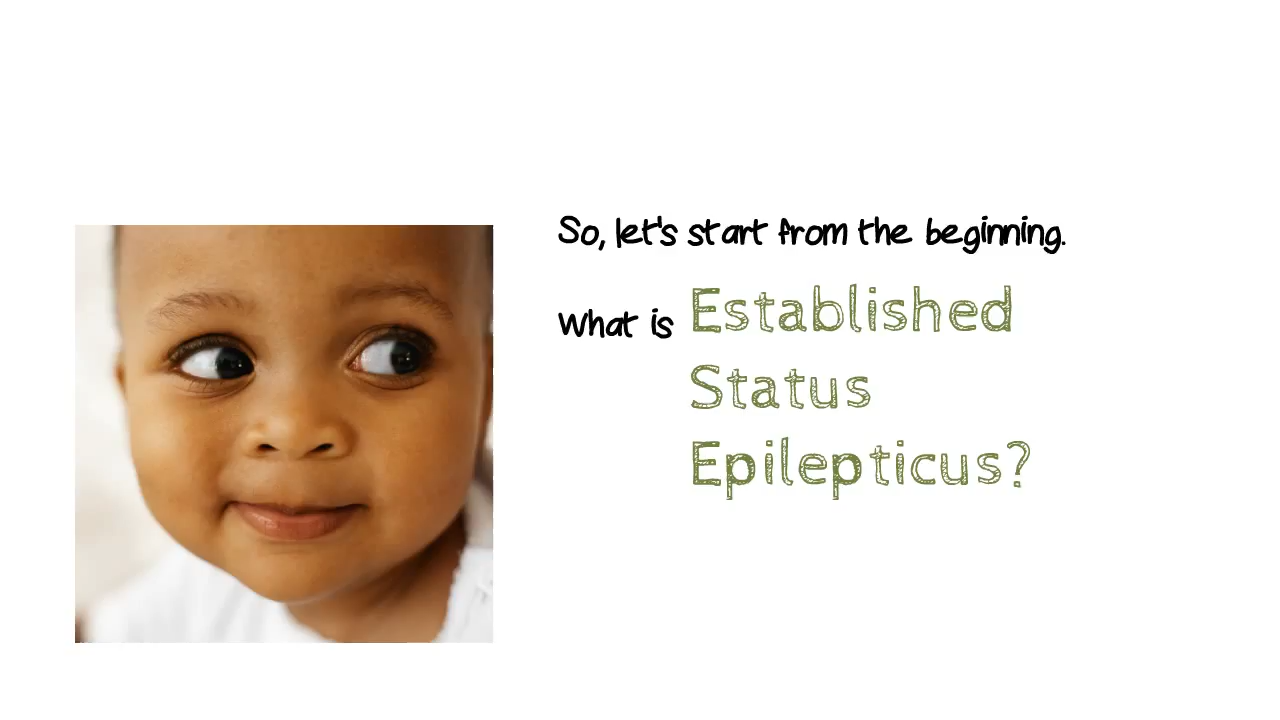 So, let's start from the beginning.
What is Established
Status
Epilepticus?